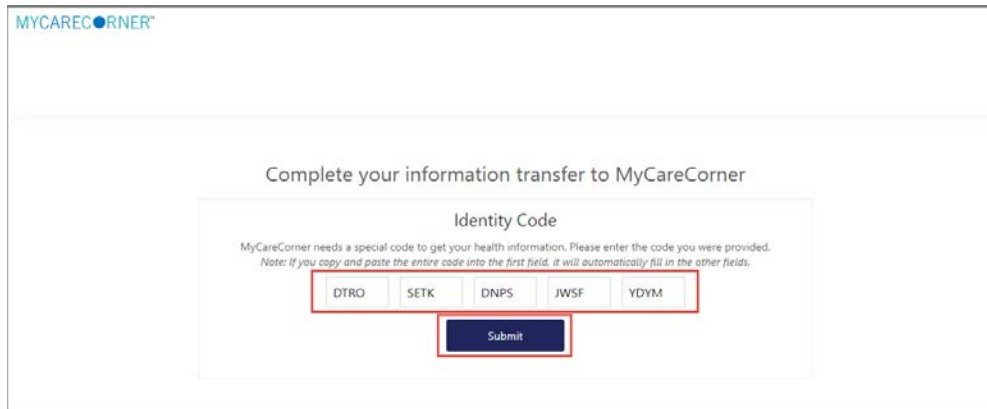 MYCARECORNER™
Complete your information transfer to MyCareCorner
Identity Code
MyCareCorner needs a special code to get your health information. Please enter the code you were provided.
Note: If you copy and paste the entire code into the first field, it will automatically fill in the other fields.
DTRO SETK DNPS JWSF YDYM
Submit